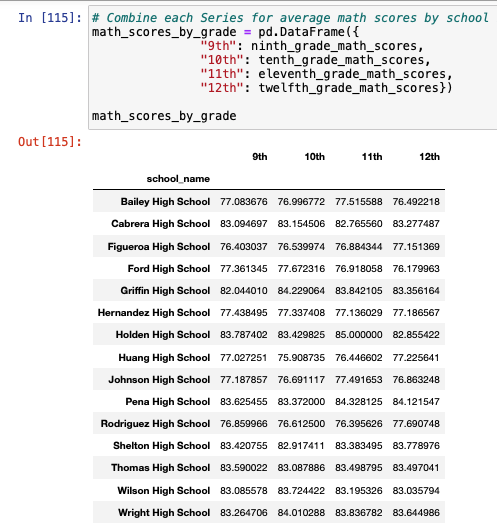 In [115]: # Combine each Series for average math scores by school
math_scores_by_grade = pd.DataFrame({
"9th": ninth_grade_math_scores,
"10th": tenth_grade_math_scores,
"11th": eleventh_grade_math_scores,
"12th": twelfth_grade_math_scores})
math_scores_by_grade
Out[115]:
9th 10th 11th 12th
school_name
Bailey High School 77.083676 76.996772 77.515588 76.492218
Cabrera High School 83.094697 83.154506 82.765560 83.277487
Figueroa High School 76.403037 76.539974 76.884344 77.151369
Ford High School 77.361345 77.672316 76.918058 76.179963
Griffin High School 82.044010 84.229064 83.842105 83.356164
Hernandez High School 77.438495 77.337408 77.136029 77.186567
Holden High School 83.787402 83.429825 85.000000 82.855422
Huang High School 77.027251 75.908735 76.446602 77.225641
Johnson High School 77.187857 76.691117 77.491653 76.863248
Pena High School 83.625455 83.372000 84.328125 84.121547
Rodriguez High School 76.859966 76.612500 76.395626 77.690748
Shelton High School 83.420755 82.917411 83.383495 83.778976
Thomas High School 83.590022 83.087886 83.498795 83.497041
Wilson High School 83.085578 83.724422 83.195326 83.035794
Wright High School 83.264706 84.010288 83.836782 83.644986